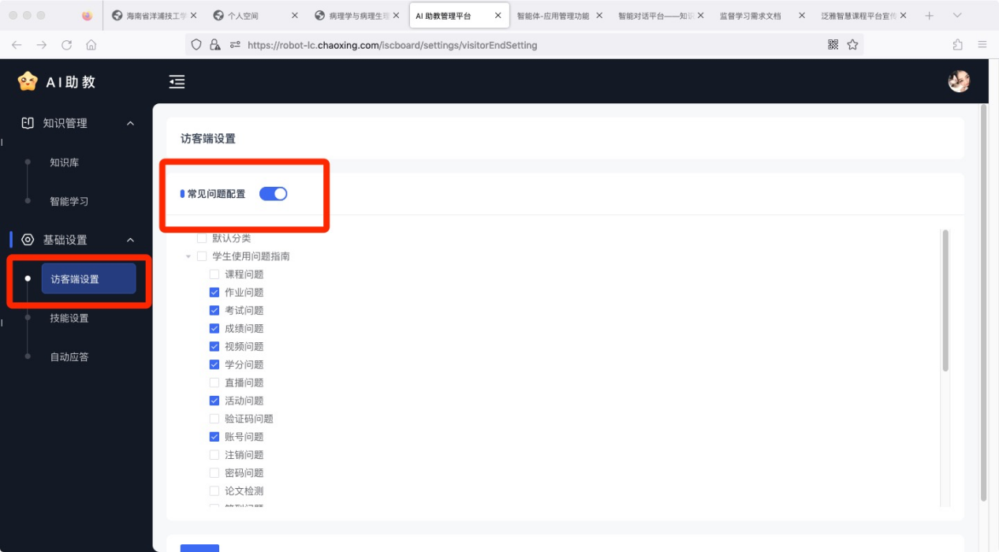 海南省洋浦技工学
个人空间
病理学与病理生理
AI 助教管理平台
智能体-应用管理功能
智能对话平台——知识
监督学习需求文档
泛雅智慧课程平台宣传
https://robot-lc.chaoxing.com/iscboard/settings/visitorEndSetting
AI助教
知识管理
知识库
智能学习
基础设置
访客端设置
技能设置
自动应答
访客端设置
常见问题配置
默认分类
学生使用问题指南
课程问题
作业问题
考试问题
成绩问题
视频问题
学分问题
直播问题
活动问题
验证码问题
账号问题
注销问题
密码问题
论文检测